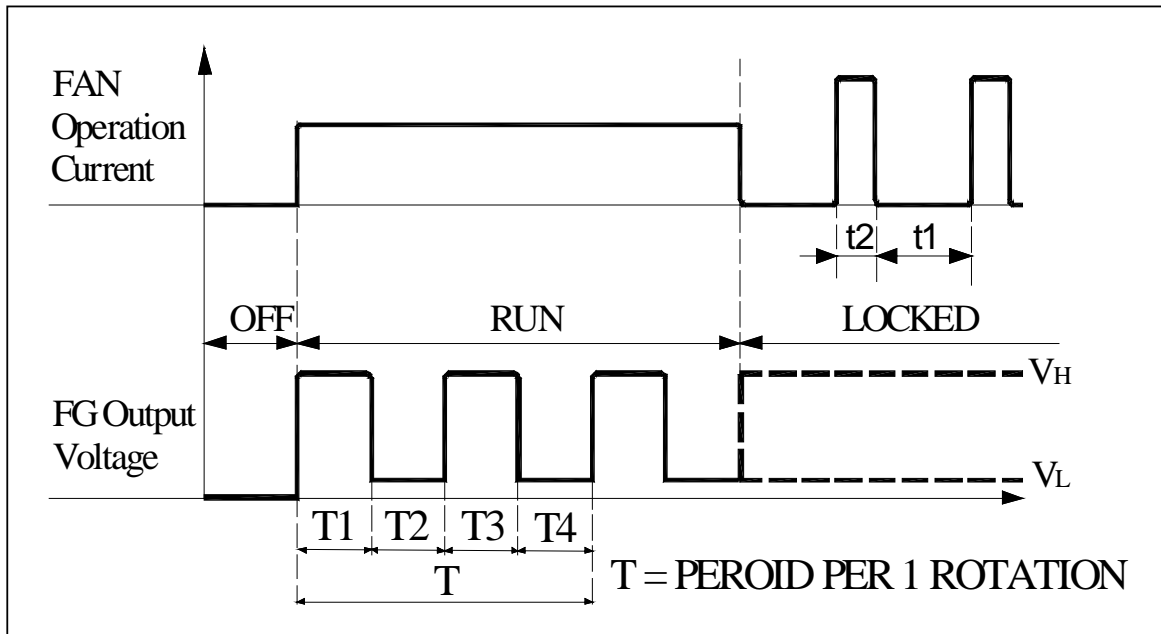 FAN
Operation
Current
t2
t1
OFF
RUN
LOCKED
VH
FG Output
Voltage
VL
T1
T2
T3
T4
T
T = PEROID PER 1 ROTATION